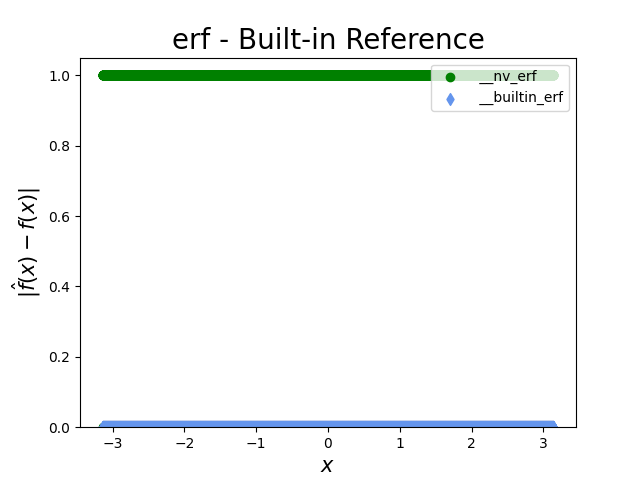 erf - Built-in Reference
1.0
0.8
0.6
0.4
0.2
0.0
|f̂(x) − f(x)|
__nv_erf
__builtin_erf
−3 −2 −1 0 1 2 3
x